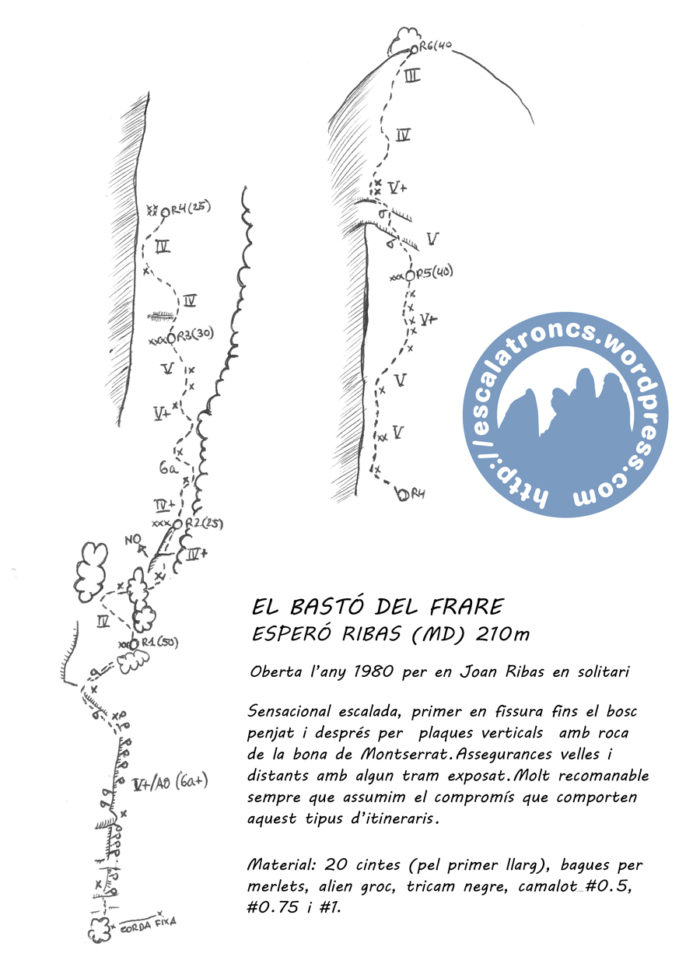 R6(40
III
IV
V+
V
R5(40)
V+
V
V
R4
R4(25)
IV
IV
R3(30)
V
V+
6a
IV+
R2(25)
NO
IV+
IV
R1(50)
V+/A0 (6a+)
CORDA FIXA
http://escalatroncs.wordpress.com
EL BASTÓ DEL FRARE
ESPERÓ RIBAS (MD) 210m
Oberta l'any 1980 per en Joan Ribas en solitari
Sensacional escalada, primer en fissura fins el bosc
penjat i després per plaques verticals amb roca
de la bona de Montserrat. Assegurances velles i
distants amb algun tram exposat. Molt recomanable
sempre que assumim el compromís que comporten
aquest tipus d'itineraris.
Material: 20 cintes (pel primer llarg), bagues per
merlets, alien groc, tricam negre, camalot #0.5,
#0.75 i #1.